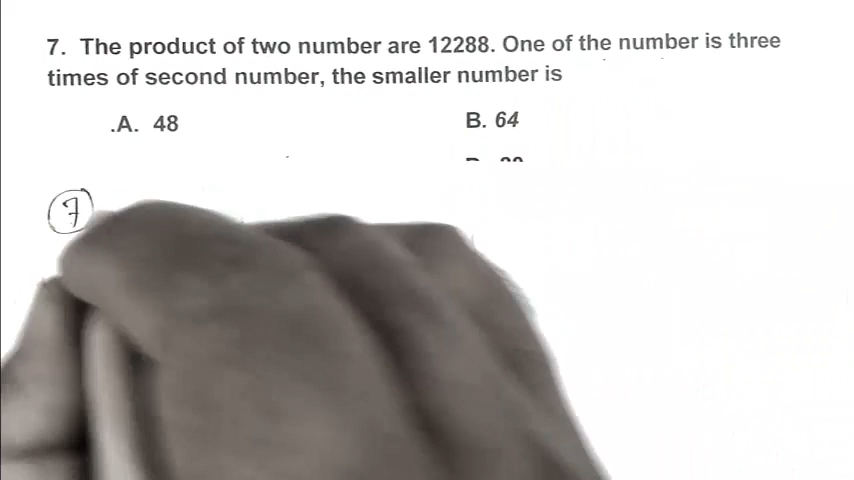 7. The product of two number are 12288. One of the number is three
times of second number, the smaller number is
.A. 48
B. 64
7